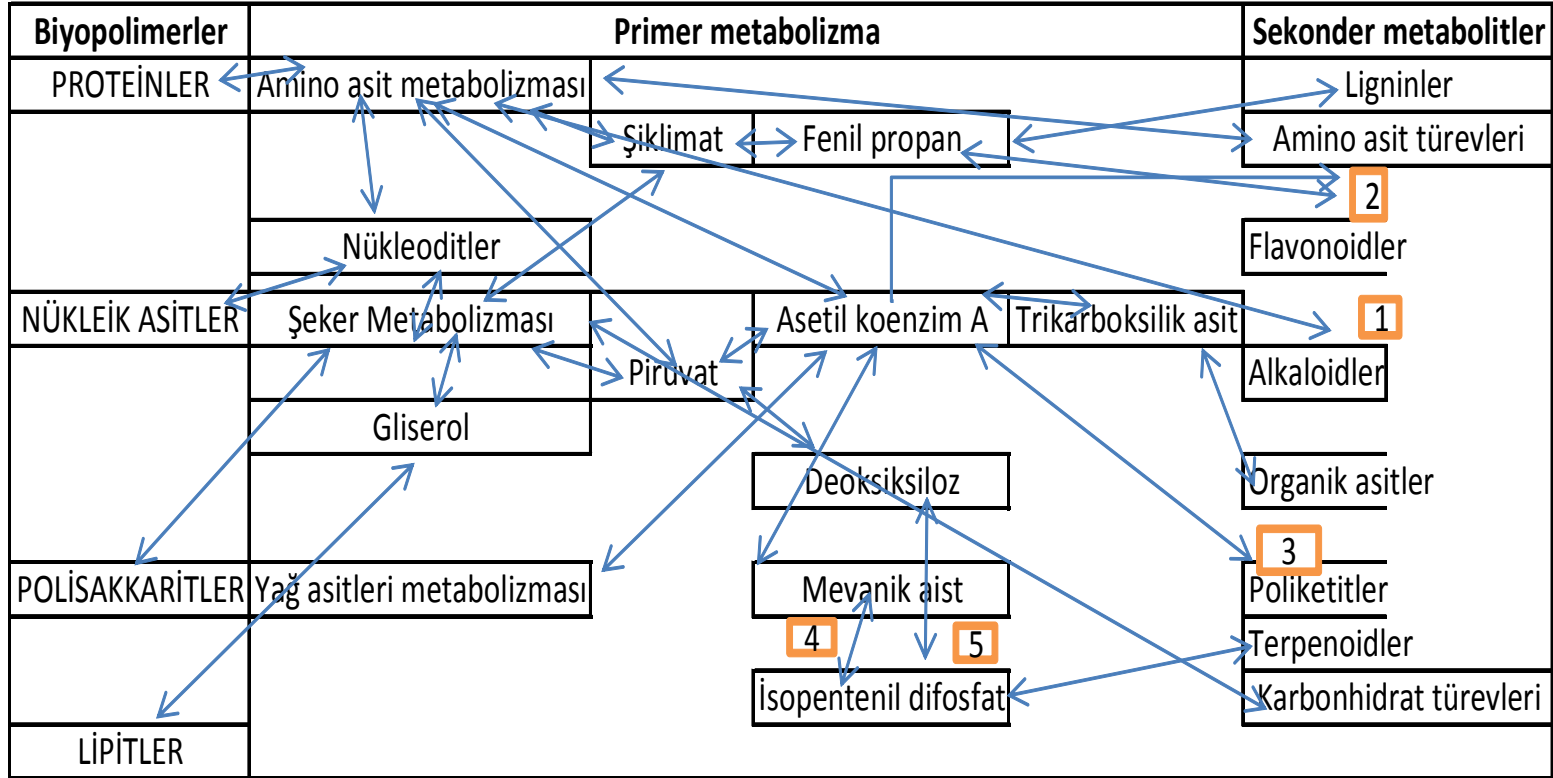 Biyopolimerler Primer metabolizma Sekonder metabolitler
PROTEİNLER Amino asit metabolizması Ligninler
Şiklimat Fenil propan Amino asit türevleri
2
Nükleoditler Flavonoidler
NÜKLEİK ASİTLER Şeker Metabolizması Asetil koenzim A Trikarboksilik asit 1
Piruvat Alkaloidler
Gliserol
Deoksiksiloz Organik asitler
3
POLİSAKKARİTLER Yağ asitleri metabolizması Mevanik aist Poliketitler
4 5 Terpenoidler
İsopentenil difosfat Karbonhidrat türevleri
LİPİTLER